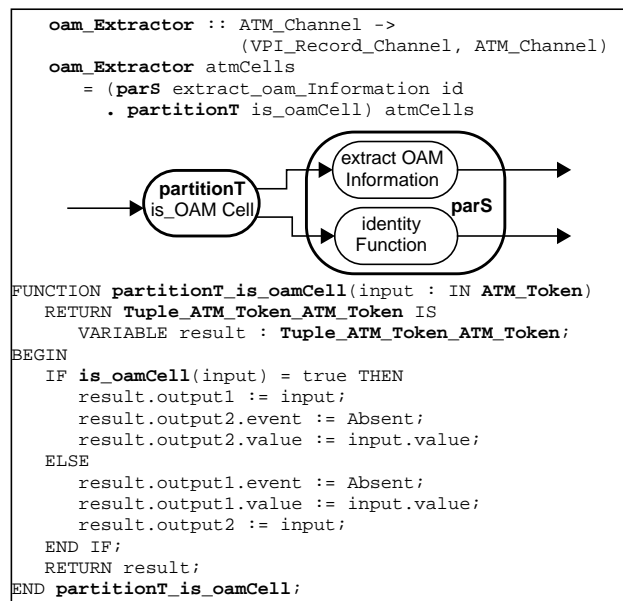 oam_Extractor :: ATM_Channel ->
(VPI_Record_Channel, ATM_Channel)
oam_Extractor atmCells
= (parS extract_oam_Information id
. partitionT is_oamCell) atmCells
extract OAM
Information
partitionT
is_OAM Cell
parS
identity
Function
FUNCTION partitionT_is_oamCell(input : IN ATM_Token)
RETURN Tuple_ATM_Token_ATM_Token IS
VARIABLE result : Tuple_ATM_Token_ATM_Token;
BEGIN
IF is_oamCell(input) = true THEN
result.output1 := input;
result.output2.event := Absent;
result.output2.value := input.value;
ELSE
result.output1.event := Absent;
result.output1.value := input.value;
result.output2 := input;
END IF;
RETURN result;
END partitionT_is_oamCell;